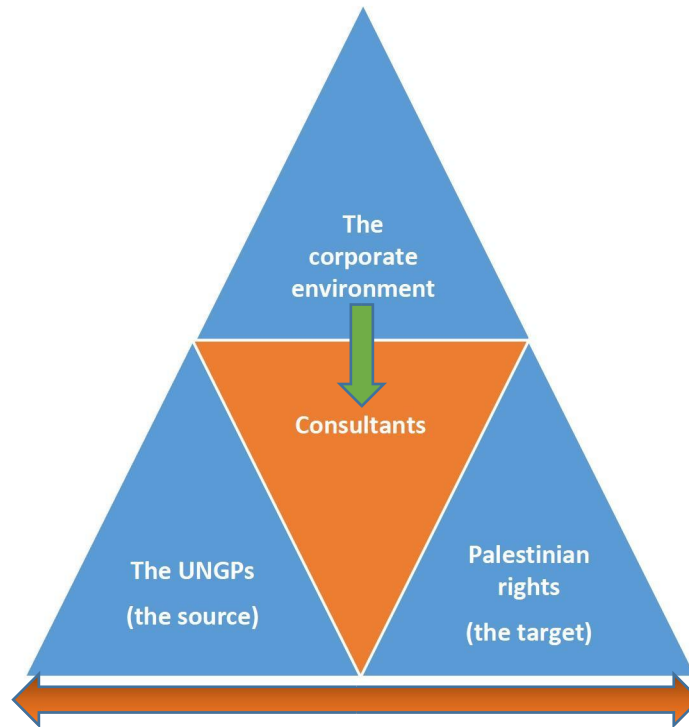 The
corporate
environment
Consultants
The UNGPs
(the source)
Palestinian
rights
(the target)